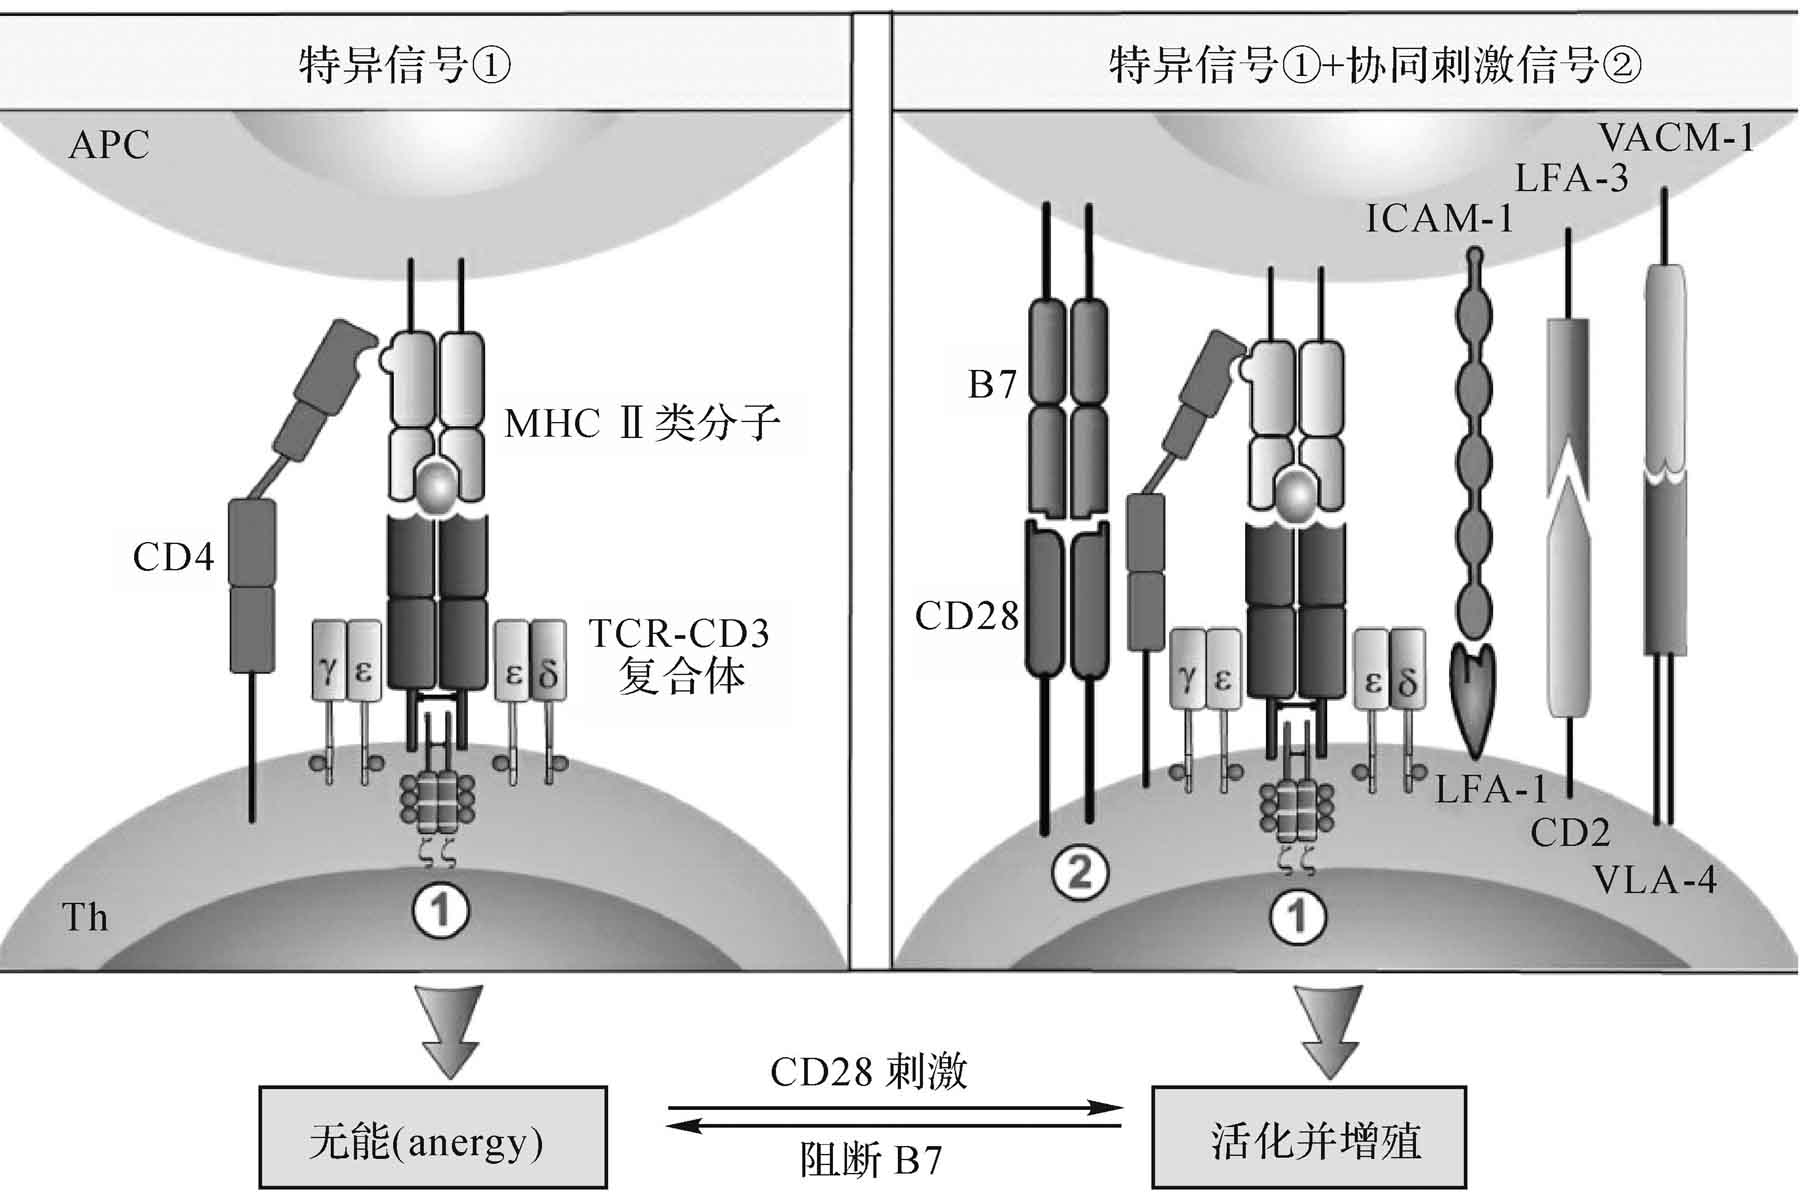 特异信号①
APC
MHC Ⅱ类分子
CD4
TCR-CD3
复合体
γ ε
ε δ
Th
①
无能(anergy)
特异信号①+协同刺激信号②
VACM-1
LFA-3
ICAM-1
B7
CD28
γ ε
ε δ
LFA-1
CD2
VLA-4
②
①
活化并增殖
CD28 刺激
阻断 B7